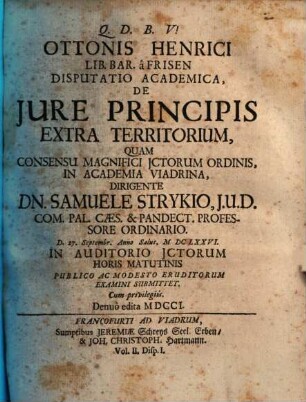 Q. D. B. V!
OTTONIS HENRICI
LIB. BAR. â FRISEN
DISPUTATIO ACADEMICA,
DE
JURE PRINCIPIS
EXTRA TERRITORIUM,
QUAM
CONSENSU MAGNIFICI JCTORUM ORDINIS,
IN ACADEMIA VIADRINA,
DIRIGENTE
DN. SAMUELE STRYKIO, J.U.D.
COM. PAL. CÆS. & PANDECT. PROFES-
SORE ORDINARIO.
D. 27. Septembr. Anno Salut. M DCLXXVI.
IN AUDITORIO JCTORUM
HORIS MATUTINIS
PUBLICO AC MODESTO ERUDITORUM
EXAMINI SUBMITTET,
Cum privilegiis.
Denuò edita MDCCI.
FRANCOFURTI AD VIADRUM,
Sumptibus JEREMIÆ Schreys Seel. Erben/
& JOH. CHRISTOPH. Hartmann.
Vol. II. Disp. I.